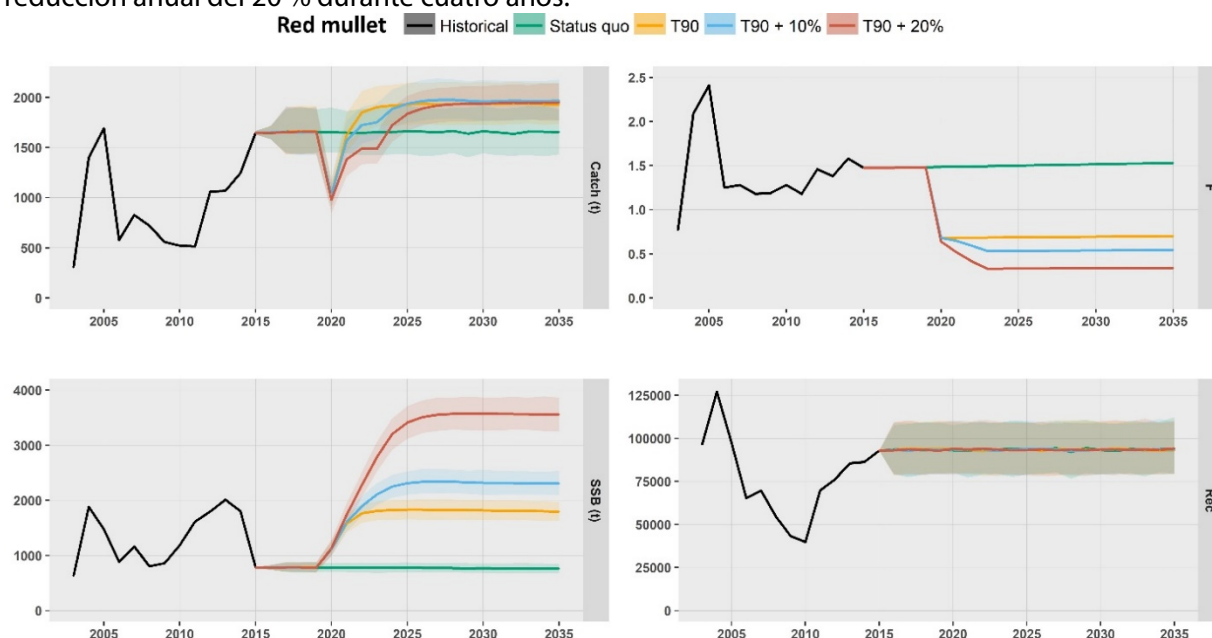 reducción anual del 20 % durante cuatro años.
Red mullet Historical Status quo T90 T90 + 10% T90 + 20%
2000
1500
1000
500
0
Catch (t)
2005 2010 2015 2020 2025 2030 2035
2.5
2.0
1.5
1.0
0.5
0.0
2005 2010 2015 2020 2025 2030 2035
4000
3000
2000
1000
0
SSB (t)
2005 2010 2015 2020 2025 2030 2035
125000
100000
75000
50000
25000
0
Rec
2005 2010 2015 2020 2025 2030 2035